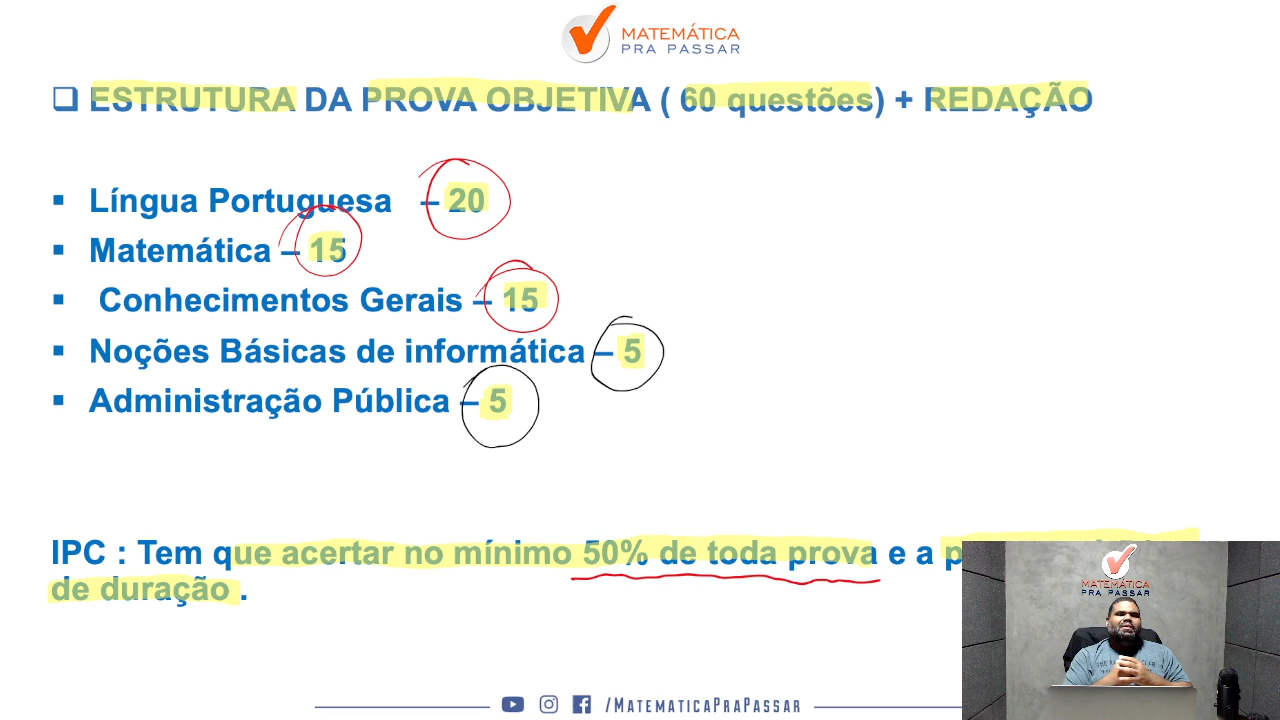 MATEMÁTICA
PRA PASSAR
ESTRUTURA DA PROVA OBJETIVA ( 60 questões) + REDAÇÃO
Língua Portuguesa – 20
Matemática – 15
Conhecimentos Gerais – 15
Noções Básicas de informática – 5
Administração Pública – 5
IPC : Tem que acertar no mínimo 50% de toda prova e a
de duração .
MATEMÁTICA
PRA PASSAR
/MatematicaPraPassar